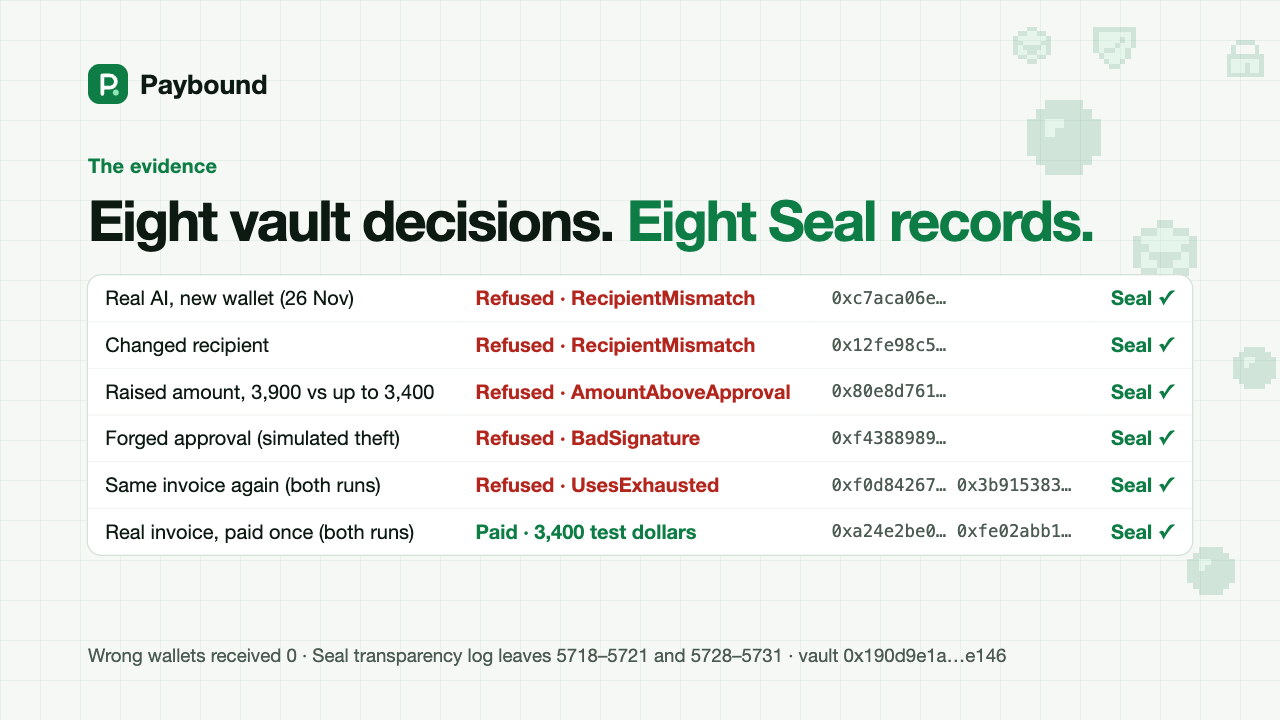 Paybound
The evidence
Eight vault decisions. Eight Seal records.
Real AI, new wallet (26 Nov) Refused · RecipientMismatch 0xc7aca06e… Seal ✓
Changed recipient Refused · RecipientMismatch 0x12fe98c5… Seal ✓
Raised amount, 3,900 vs up to 3,400 Refused · AmountAboveApproval 0x80e8d761… Seal ✓
Forged approval (simulated theft) Refused · BadSignature 0xf4388989… Seal ✓
Same invoice again (both runs) Refused · UsesExhausted 0xf0d84267… 0x3b915383… Seal ✓
Real invoice, paid once (both runs) Paid · 3,400 test dollars 0xa24e2be0… 0xfe02abb1… Seal ✓
Wrong wallets received 0 · Seal transparency log leaves 5718–5721 and 5728–5731 · vault 0x190d9e1a…e146